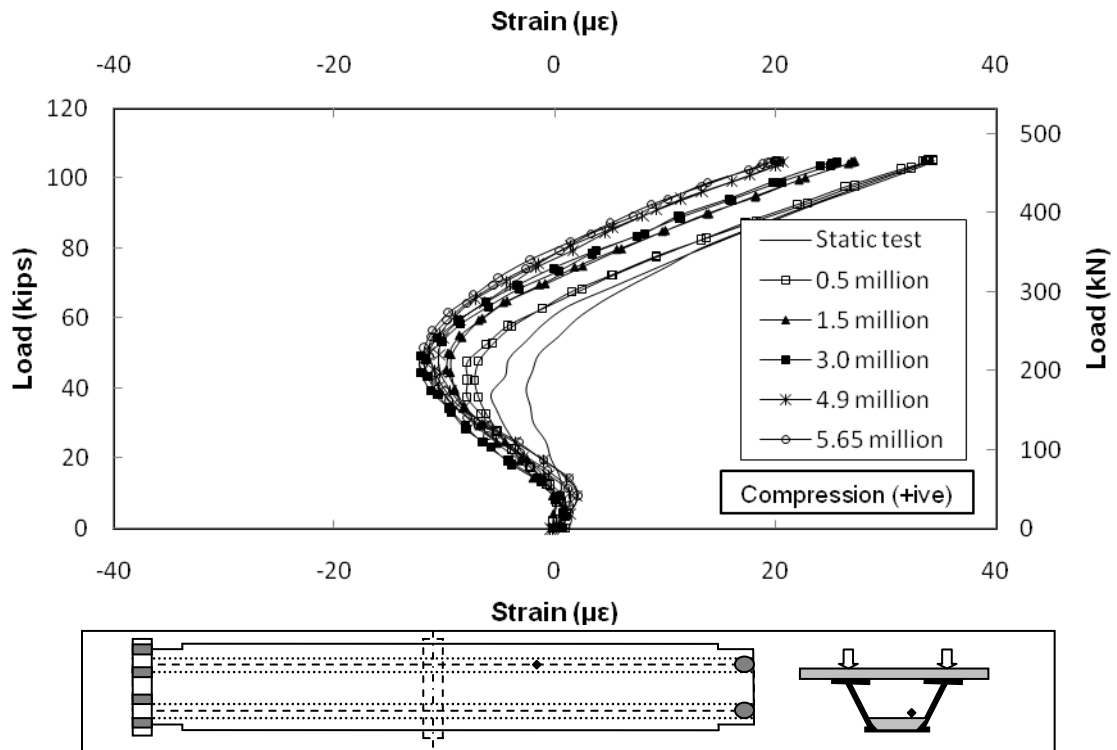 Strain (με)
-40 -20 0 20 40
120 500
100 400
80 300
60 200
40 100
20 0
0
Load (kips)
Load (kN)
Static test
0.5 million
1.5 million
3.0 million
4.9 million
5.65 million
Compression (+ive)
-40 -20 0 20 40
Strain (με)